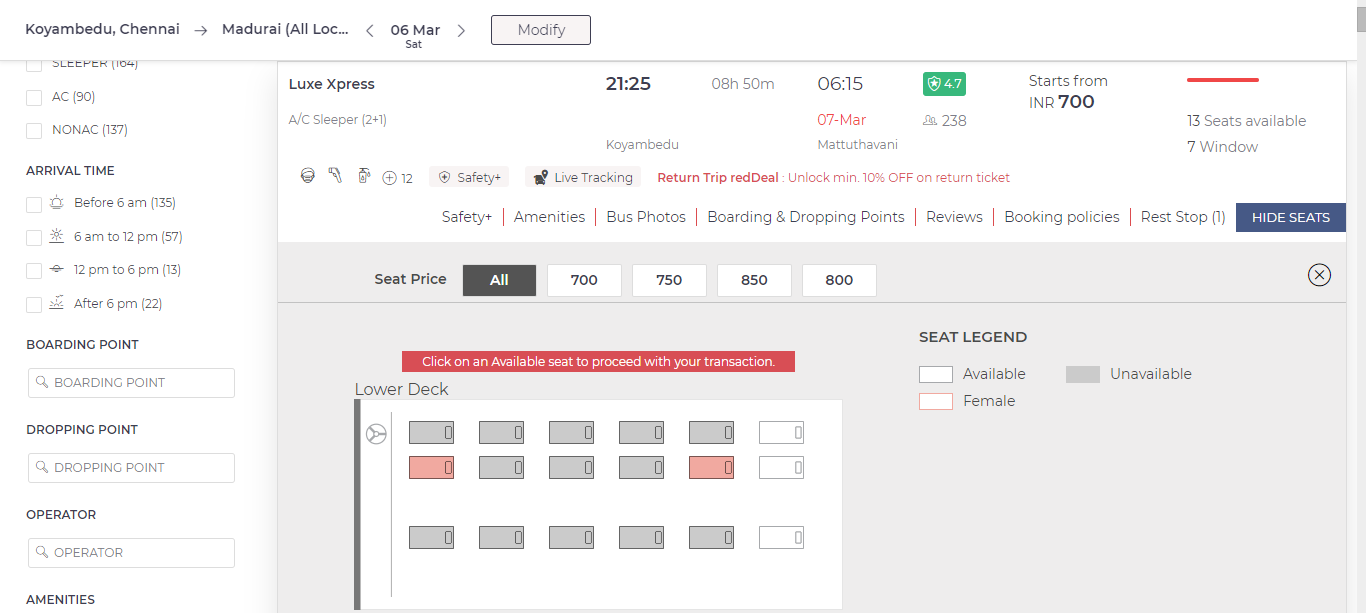 Koyambedu, Chennai → Madurai (All Loc... < 06 Mar > Modify
Sat
SLEEPER (164)
AC (90)
NONAC (137)
ARRIVAL TIME
Before 6 am (135)
6 am to 12 pm (57)
12 pm to 6 pm (13)
After 6 pm (22)
BOARDING POINT
BOARDING POINT
DROPPING POINT
DROPPING POINT
OPERATOR
OPERATOR
AMENITIES
Luxe Xpress 21:25 08h 50m 06:15 4.7 Starts from
INR 700
A/C Sleeper (2+1) 07-Mar 238 13 Seats available
Koyambedu Mattuthavani 7 Window
12 Safety+ Live Tracking Return Trip redDeal : Unlock min. 10% OFF on return ticket
Safety+ | Amenities | Bus Photos | Boarding & Dropping Points | Reviews | Booking policies | Rest Stop (1) HIDE SEATS
Seat Price All 700 750 850 800
SEAT LEGEND
Available Unavailable
Female
Click on an Available seat to proceed with your transaction.
Lower Deck